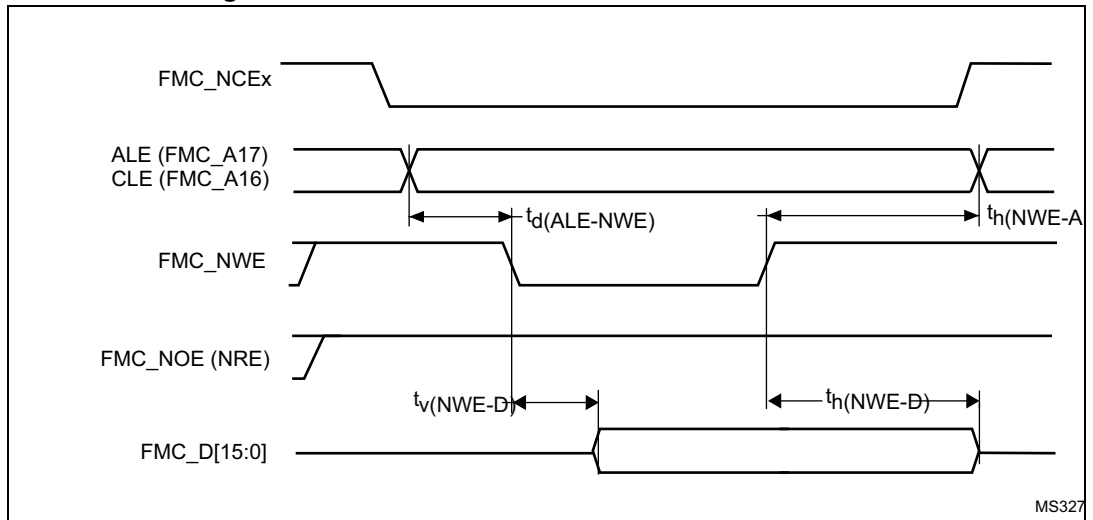 FMC_NCEx
ALE (FMC_A17)
CLE (FMC_A16)
td(ALE-NWE)
th(NWE-A
FMC_NWE
FMC_NOE (NRE)
tv(NWE-D)
th(NWE-D)
FMC_D[15:0]
MS327